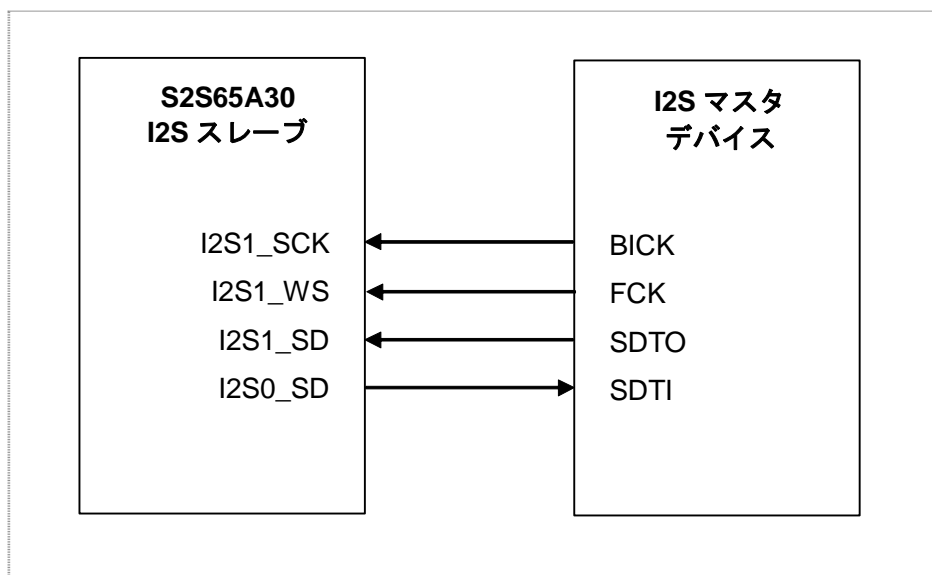 S2S65A30
I2S スレーブ
I2S1_SCK
I2S1_WS
I2S1_SD
I2S0_SD
I2S マスタ
デバイス
BICK
FCK
SDTO
SDTI